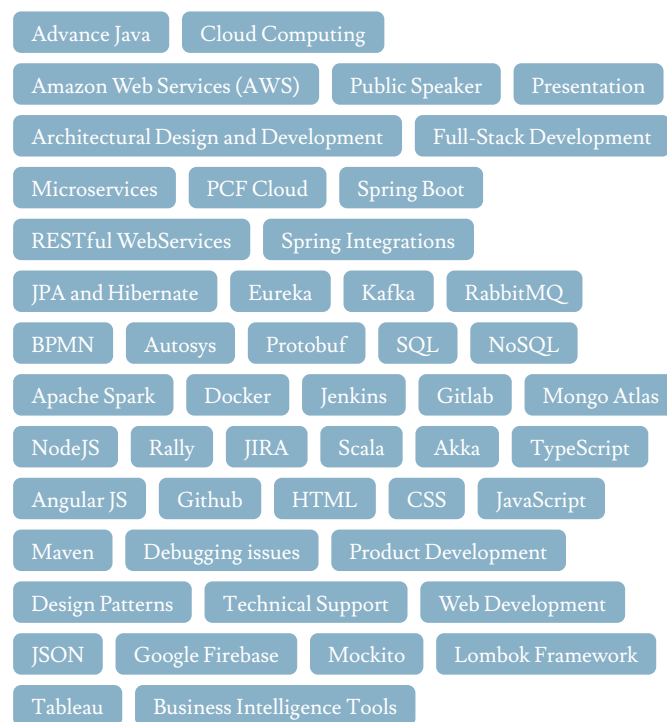 Advance Java Cloud Computing
Amazon Web Services (AWS) Public Speaker Presentation
Architectural Design and Development Full-Stack Development
Microservices PCF Cloud Spring Boot
RESTful WebServices Spring Integrations
JPA and Hibernate Eureka Kafka RabbitMQ
BPMN Autosys Protobuf SQL NoSQL
Apache Spark Docker Jenkins Gitlab Mongo Atlas
NodeJS Rally JIRA Scala Akka TypeScript
Angular JS Github HTML CSS JavaScript
Maven Debugging issues Product Development
Design Patterns Technical Support Web Development
JSON Google Firebase Mockito Lombok Framework
Tableau Business Intelligence Tools